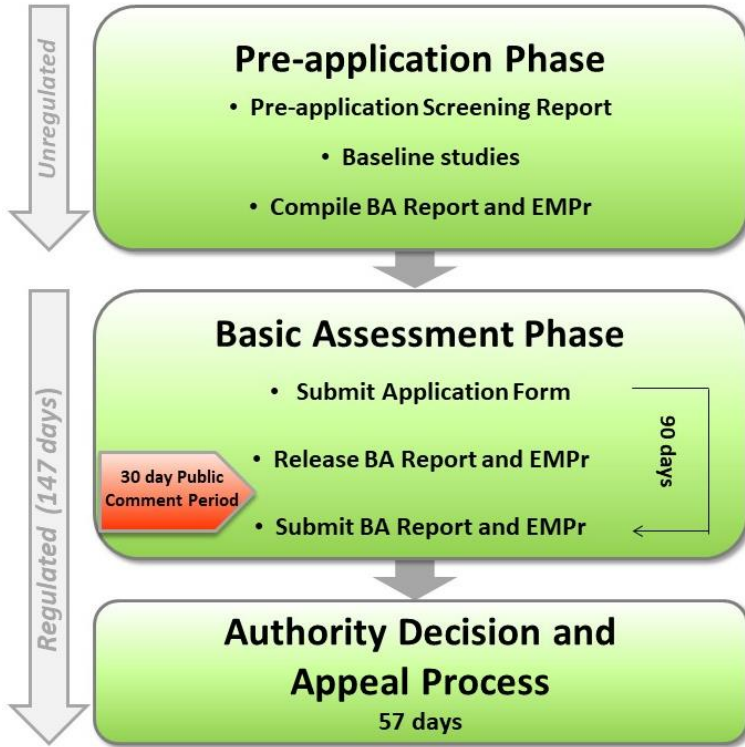 Unregulated
Pre-application Phase
• Pre-application Screening Report
• Baseline studies
• Compile BA Report and EMPr
Regulated (147 days)
Basic Assessment Phase
• Submit Application Form
90 days
• Release BA Report and EMPr
30 day Public
Comment Period
• Submit BA Report and EMPr
Authority Decision and
Appeal Process
57 days